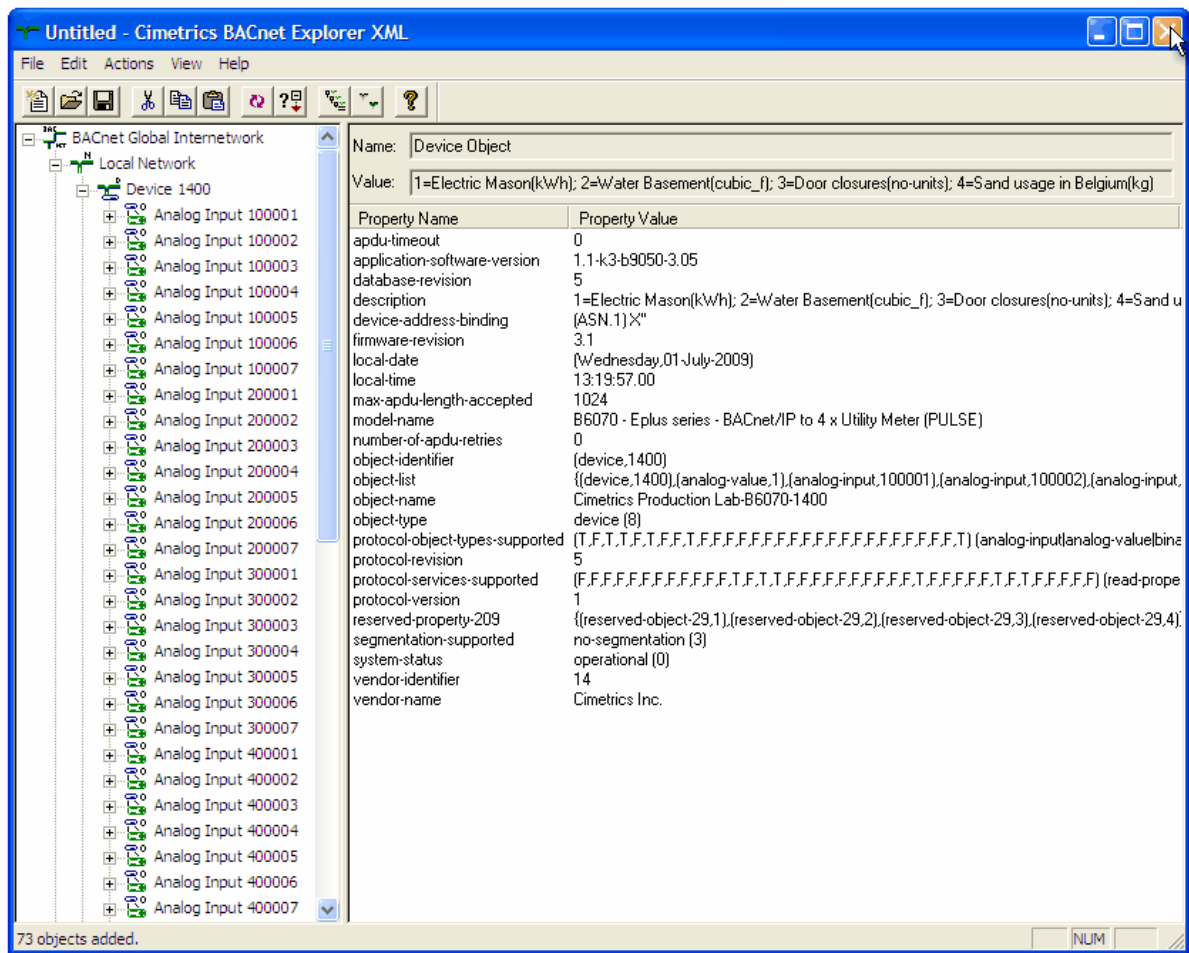 Untitled - Cimetrics BACnet Explorer XML
File Edit Actions View Help
BACnet Global Internetwork
Local Network
Device 1400
Analog Input 100001
Analog Input 100002
Analog Input 100003
Analog Input 100004
Analog Input 100005
Analog Input 100006
Analog Input 100007
Analog Input 200001
Analog Input 200002
Analog Input 200003
Analog Input 200004
Analog Input 200005
Analog Input 200006
Analog Input 200007
Analog Input 300001
Analog Input 300002
Analog Input 300003
Analog Input 300004
Analog Input 300005
Analog Input 300006
Analog Input 300007
Analog Input 400001
Analog Input 400002
Analog Input 400003
Analog Input 400004
Analog Input 400005
Analog Input 400006
Analog Input 400007
Name: Device Object
Value: 1=Electric Mason(kWh); 2=Water Basement(cubic_f); 3=Door closures(no-units); 4=Sand usage in Belgium(kg)
Property Name Property Value
apdu-timeout 0
application-software-version 1.1-k3-b9050-3.05
database-revision 5
description 1=Electric Mason(kWh); 2=Water Basement(cubic_f); 3=Door closures(no-units); 4=Sand u
device-address-binding (ASN.1) X"
firmware-revision 3.1
local-date (Wednesday,01-July-2009)
local-time 13:19:57.00
max-apdu-length-accepted 1024
model-name B6070 - Eplus series - BACnet/IP to 4 x Utility Meter (PULSE)
number-of-apdu-retries 0
object-identifier (device,1400)
object-list {(device,1400),(analog-value,1),(analog-input,100001),(analog-input,100002),(analog-input,
object-name Cimetrics Production Lab-B6070-1400
object-type device (8)
protocol-object-types-supported (T,F,T,T,F,T,F,F,T,F,F,F,F,F,F,F,F,F,F,F,F,F,F,F,F,F,F,F,F,F,T) (analog-input|analog-value|bina
protocol-revision 5
protocol-services-supported (F,F,F,F,F,F,F,F,F,F,F,F,T,F,T,T,F,F,F,F,F,F,F,F,F,F,T,F,F,F,F,F,T,F,T,F,F,F,F,F) (read-prope
protocol-version 1
reserved-property-209 {(reserved-object-29,1),(reserved-object-29,2),(reserved-object-29,3),(reserved-object-29,4)
segmentation-supported no-segmentation (3)
system-status operational (0)
vendor-identifier 14
vendor-name Cimetrics Inc.
73 objects added.
NUM